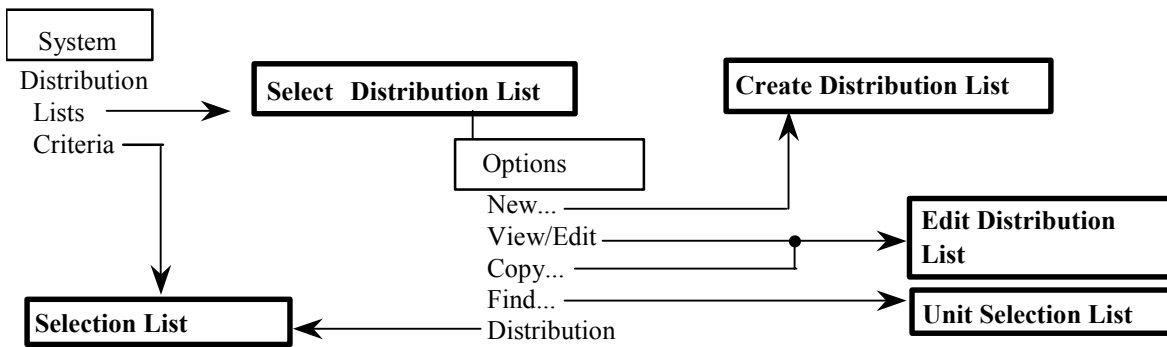 System
Distribution
Lists
Criteria
Select Distribution List
Create Distribution List
Options
New...
View/Edit
Copy...
Find...
Distribution
Edit Distribution
List
Unit Selection List
Selection List